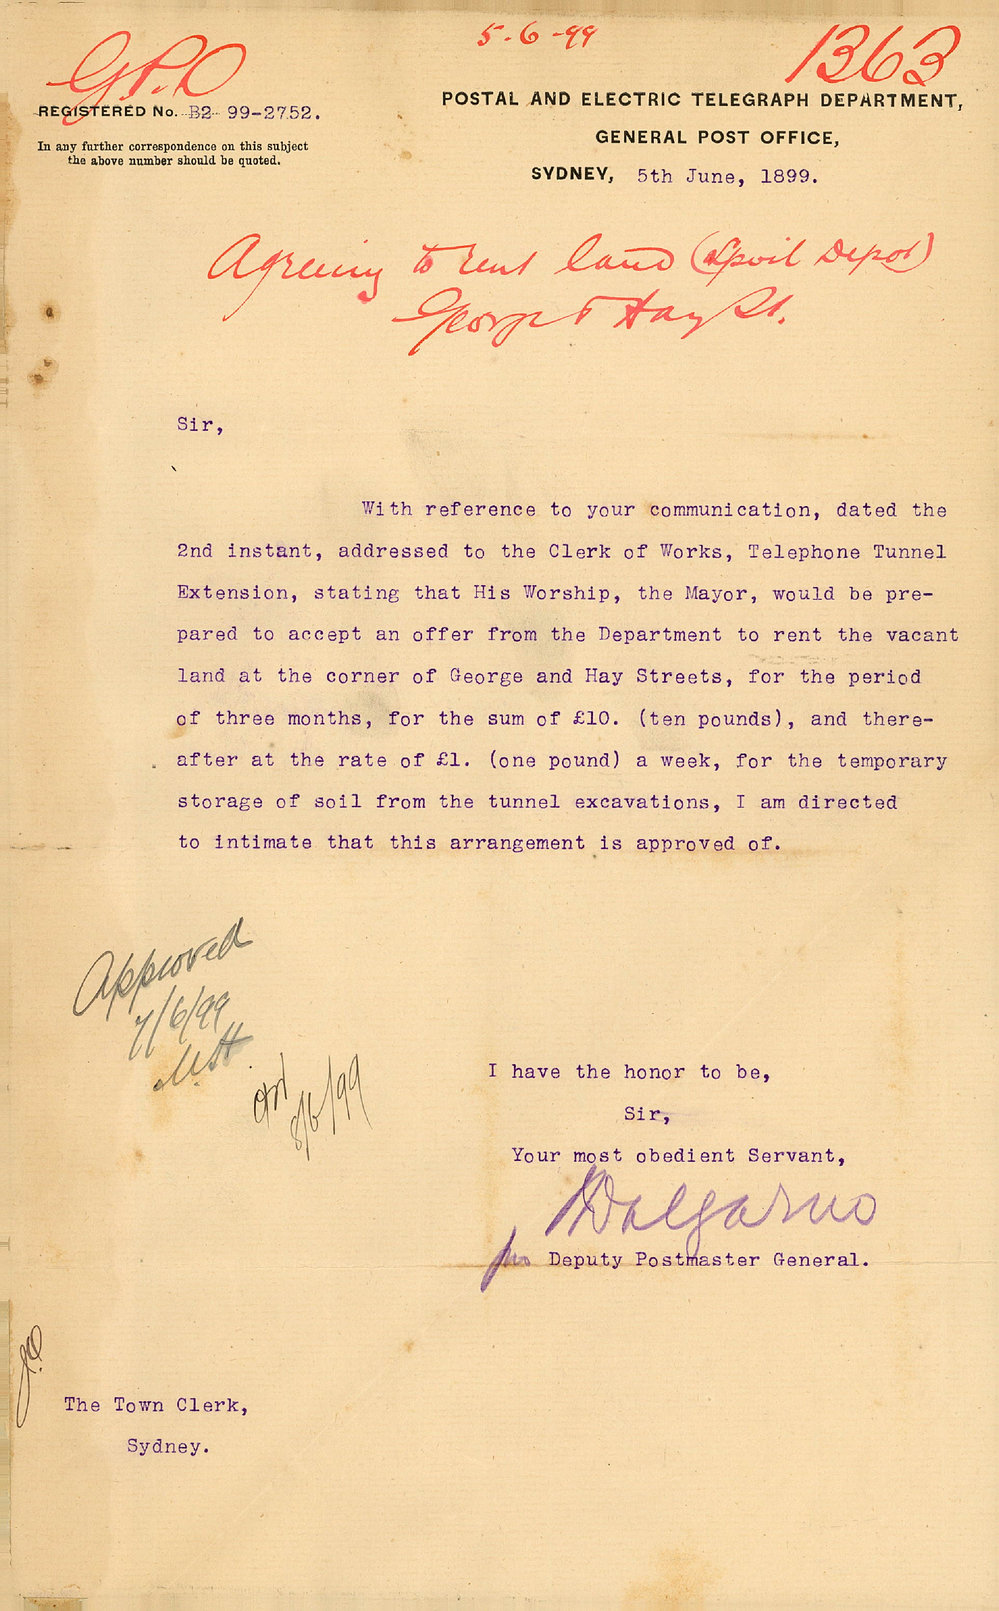 G.P.O
5-6-99
1363
REGISTERED No. B2 99-2752.
In any further correspondence on this subject
the above number should be quoted.
POSTAL AND ELECTRIC TELEGRAPH DEPARTMENT,
GENERAL POST OFFICE,
SYDNEY, 5th June, 1899.
Agreeing to rent land (Spoil Depot)
George & Hay St.
Sir,
With reference to your communication, dated the
2nd instant, addressed to the Clerk of Works, Telephone Tunnel
Extension, stating that His Worship, the Mayor, would be pre-
pared to accept an offer from the Department to rent the vacant
land at the corner of George and Hay Streets, for the period
of three months, for the sum of £10. (ten pounds), and there-
after at the rate of £1. (one pound) a week, for the temporary
storage of soil from the tunnel excavations, I am directed
to intimate that this arrangement is approved of.
Approved
7/6/99
M.H
8/6/99
I have the honor to be,
Sir,
Your most obedient Servant,
Dalgarno
pro Deputy Postmaster General.
The Town Clerk,
Sydney.